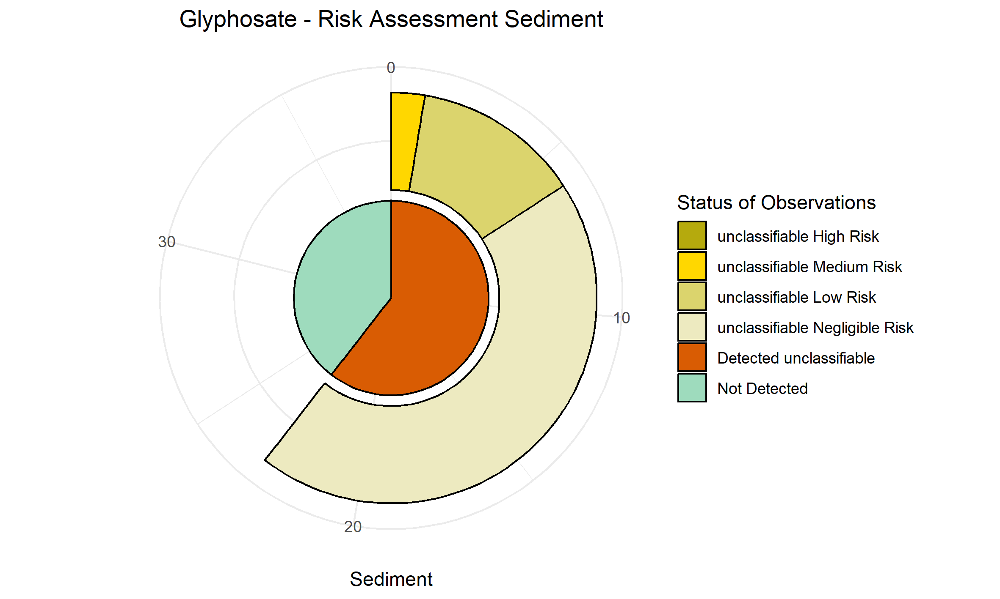 Glyphosate - Risk Assessment Sediment
0
30
10
20
Sediment
Status of Observations
unclassifiable High Risk
unclassifiable Medium Risk
unclassifiable Low Risk
unclassifiable Negligible Risk
Detected unclassifiable
Not Detected